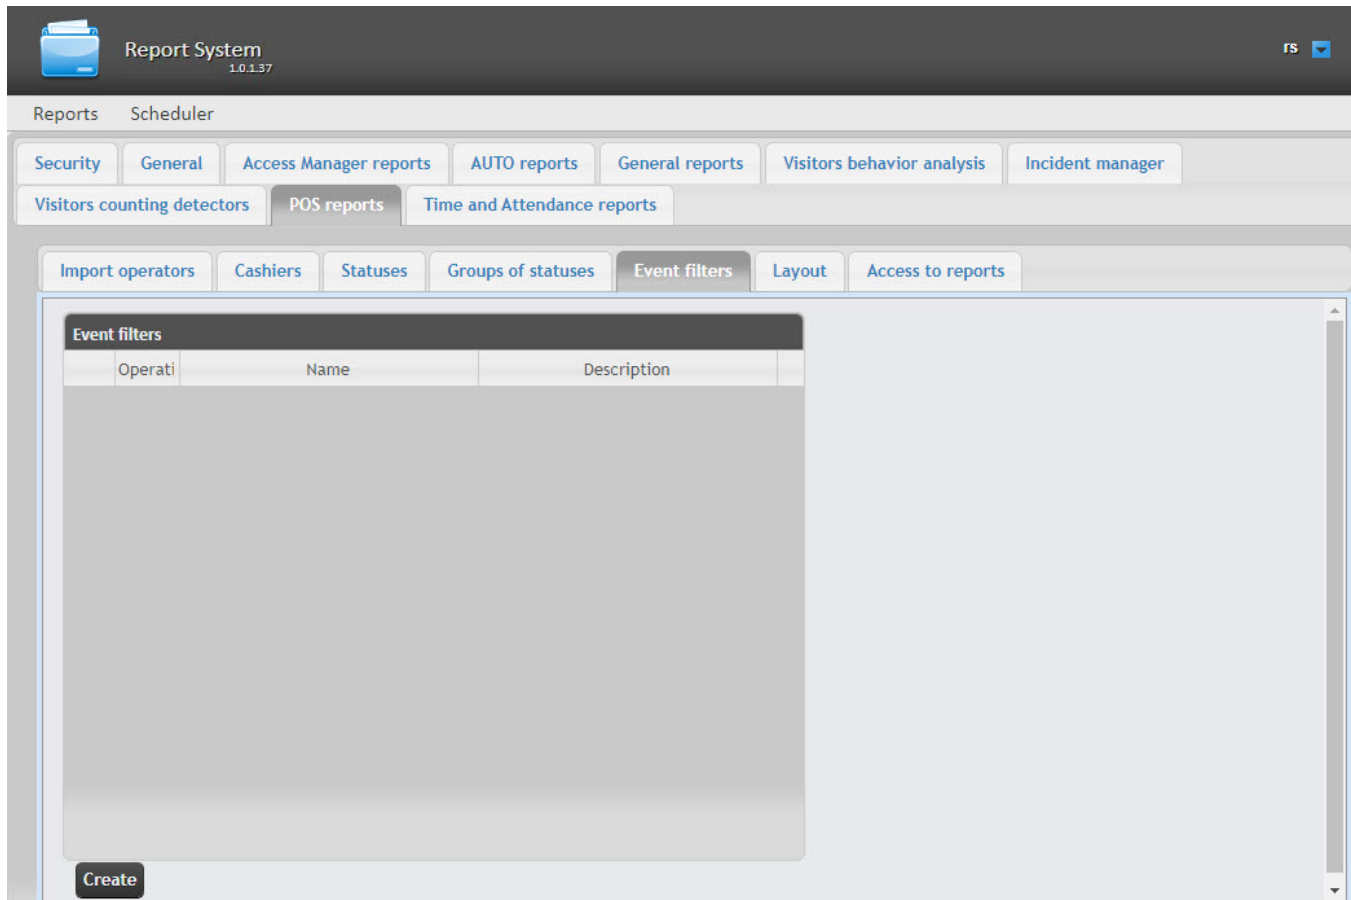 Report System
1.0.1.37
rs
Reports Scheduler
Security General Access Manager reports AUTO reports General reports Visitors behavior analysis Incident manager
Visitors counting detectors POS reports Time and Attendance reports
Import operators Cashiers Statuses Groups of statuses Event filters Layout Access to reports
Event filters
Operati Name Description
Create